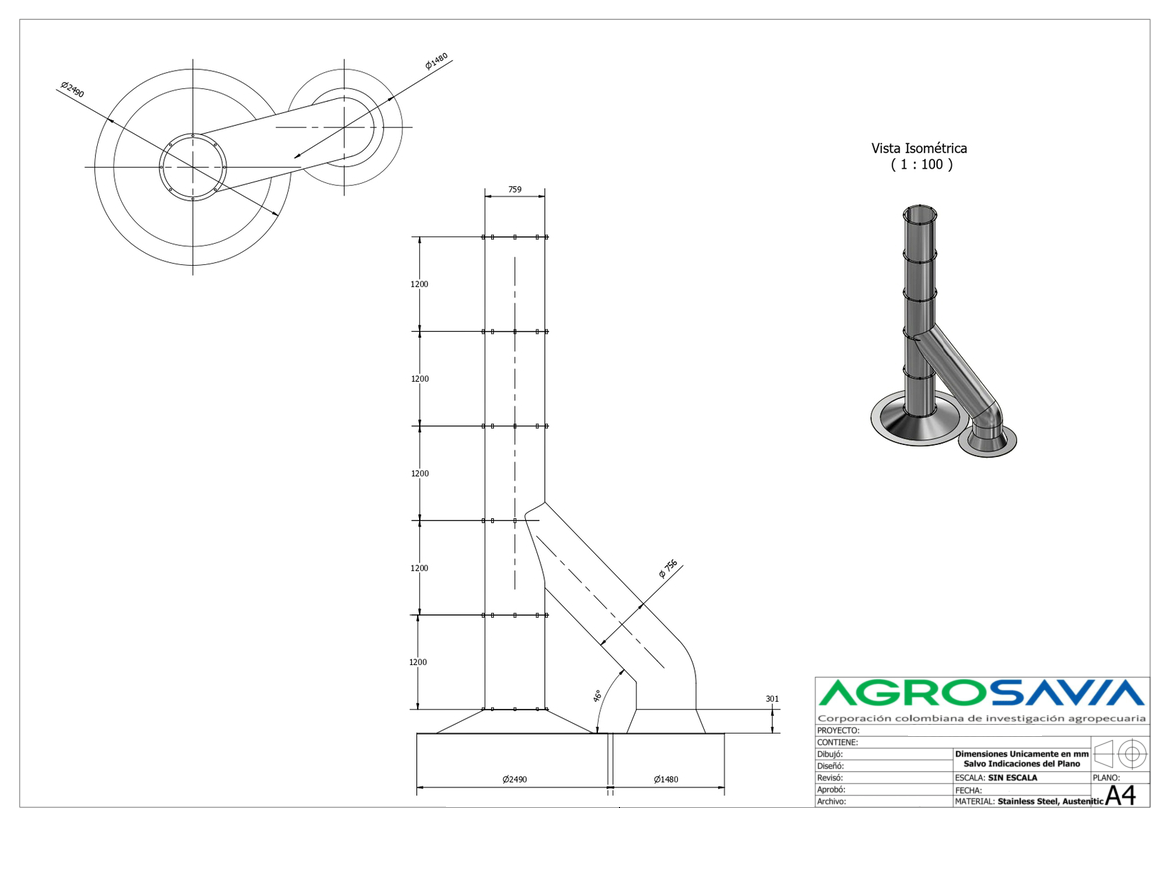 Ø2490
Ø1480
Vista Isométrica
( 1 : 100 )
759
1200
1200
1200
1200
1200
Ø 756
46°
301
Ø2490
Ø1480
AGROSAVIA
Corporación colombiana de investigación agropecuaria
PROYECTO:
CONTIENE:
Dibujó:
Dimensiones Unicamente en mm
Diseñó:
Salvo Indicaciones del Plano
Revisó:
ESCALA: SIN ESCALA
PLANO:
Aprobó:
FECHA:
A4
Archivo:
MATERIAL: Stainless Steel, Austenitic